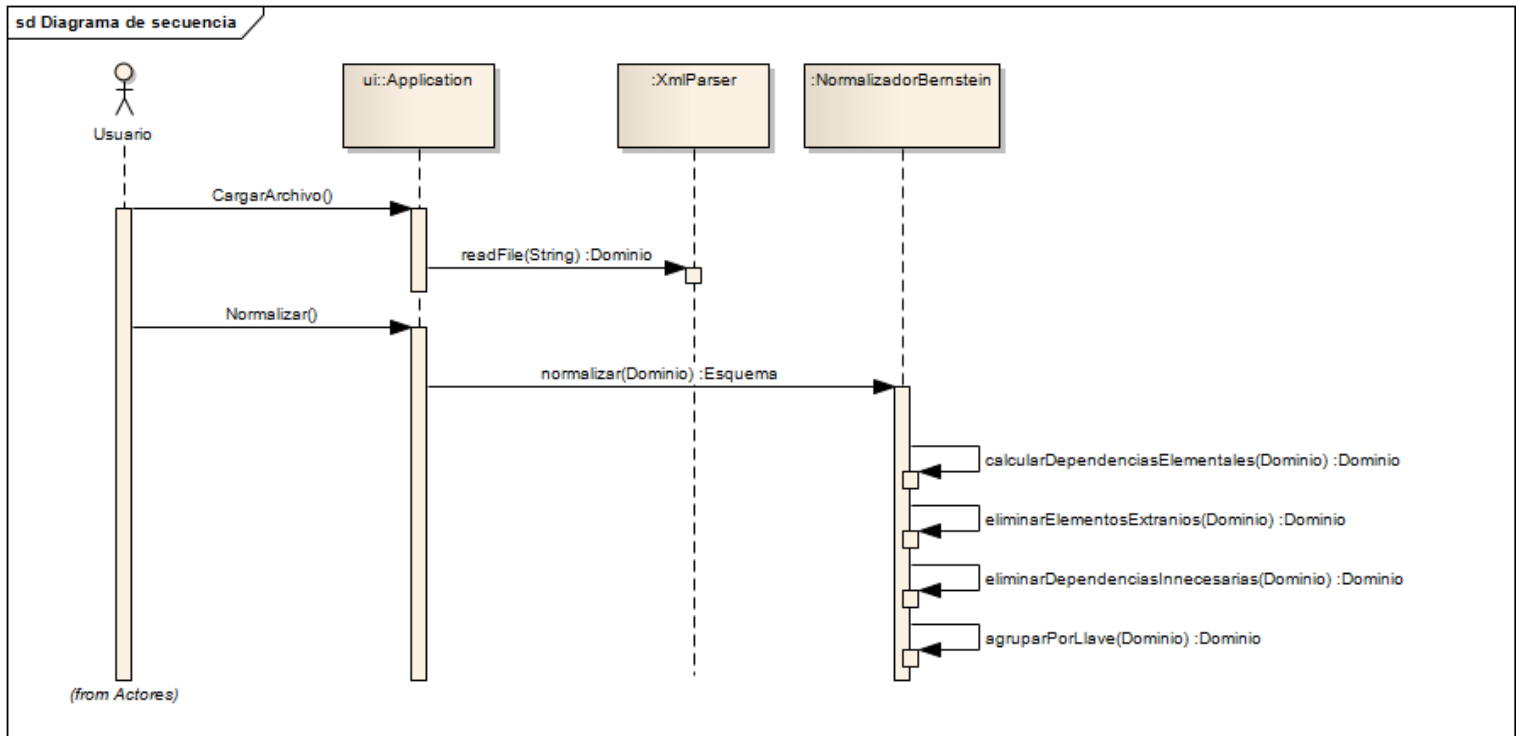 sd Diagrama de secuencia
Usuario
ui::Application
:XmlParser
:NormalizadorBernstein
CargarArchivo()
readFile(String) :Dominio
Normalizar()
normalizar(Dominio) :Esquema
calcularDependenciasElementales(Dominio) :Dominio
eliminarElementosExtranios(Dominio) :Dominio
eliminarDependenciasInnecesarias(Dominio) :Dominio
agruparPorLlave(Dominio) :Dominio
(from Actores)